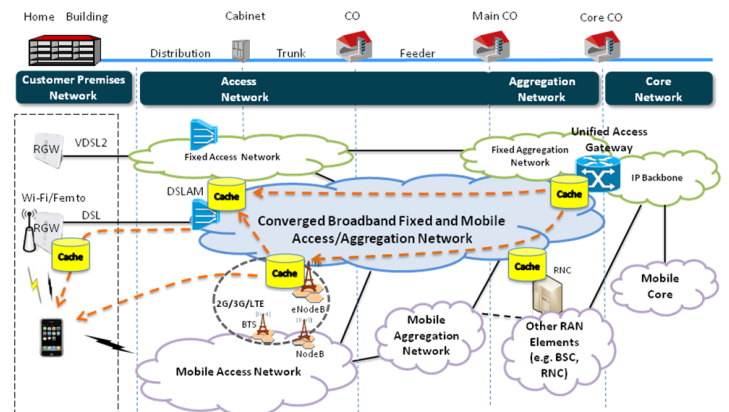 Home Building
Cabinet
CO
Main CO
Core CO
Distribution
Trunk
Feeder
Customer Premises
Network
Access
Network
Aggregation
Network
Core
Network
RGW
VDSL2
Fixed Access Network
Fixed Aggregation
Network
Unified Access
Gateway
IP Backbone
DSLAM
Cache
Cache
Wi-Fi/Femto
RGW
DSL
Converged Broadband Fixed and Mobile
Access/Aggregation Network
Cache
Cache
Cache
RNC
2G/3G/LTE
eNodeB
BTS
NodeB
Mobile
Core
Mobile
Aggregation
Network
Other RAN
Elements
(e.g. BSC,
RNC)
Mobile Access Network